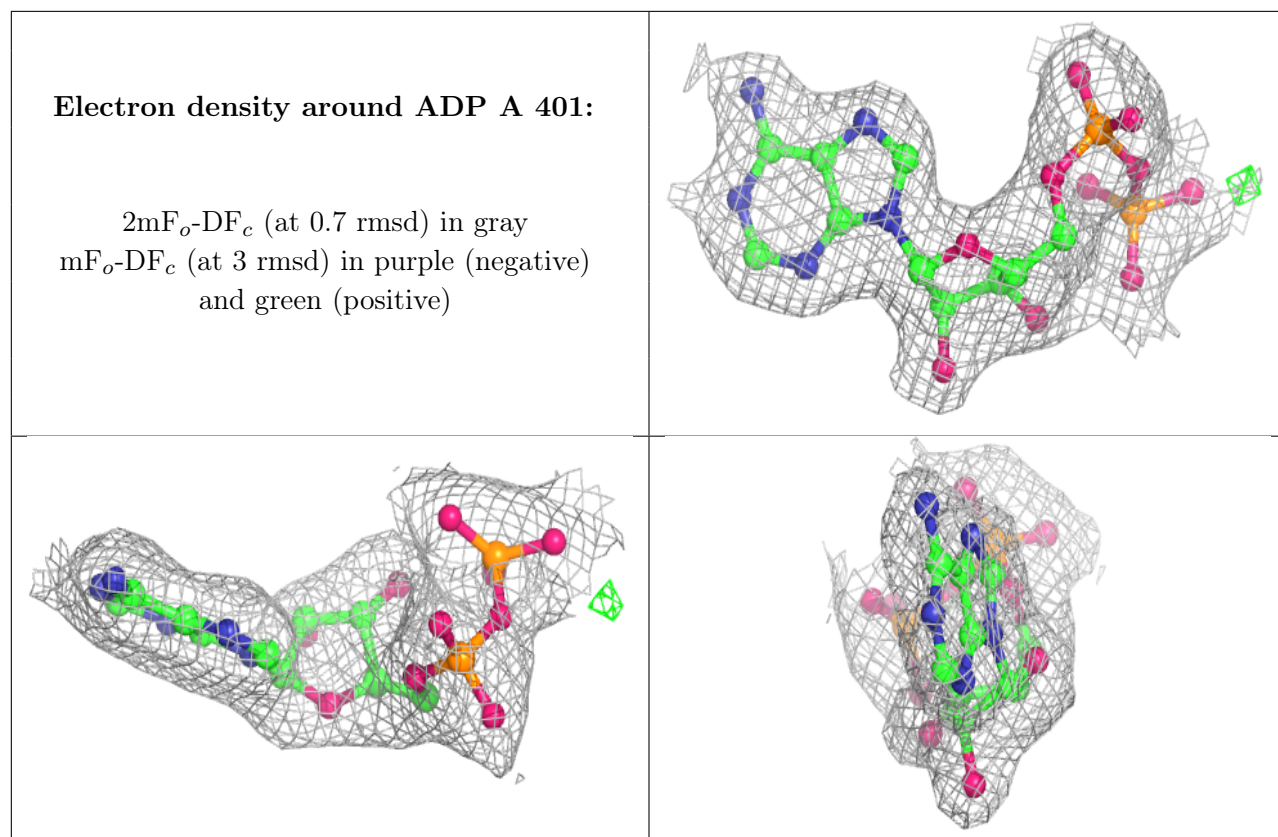 Electron density around ADP A 401:
2mFₒ-DF𝒸 (at 0.7 rmsd) in gray
mFₒ-DF𝒸 (at 3 rmsd) in purple (negative)
and green (positive)